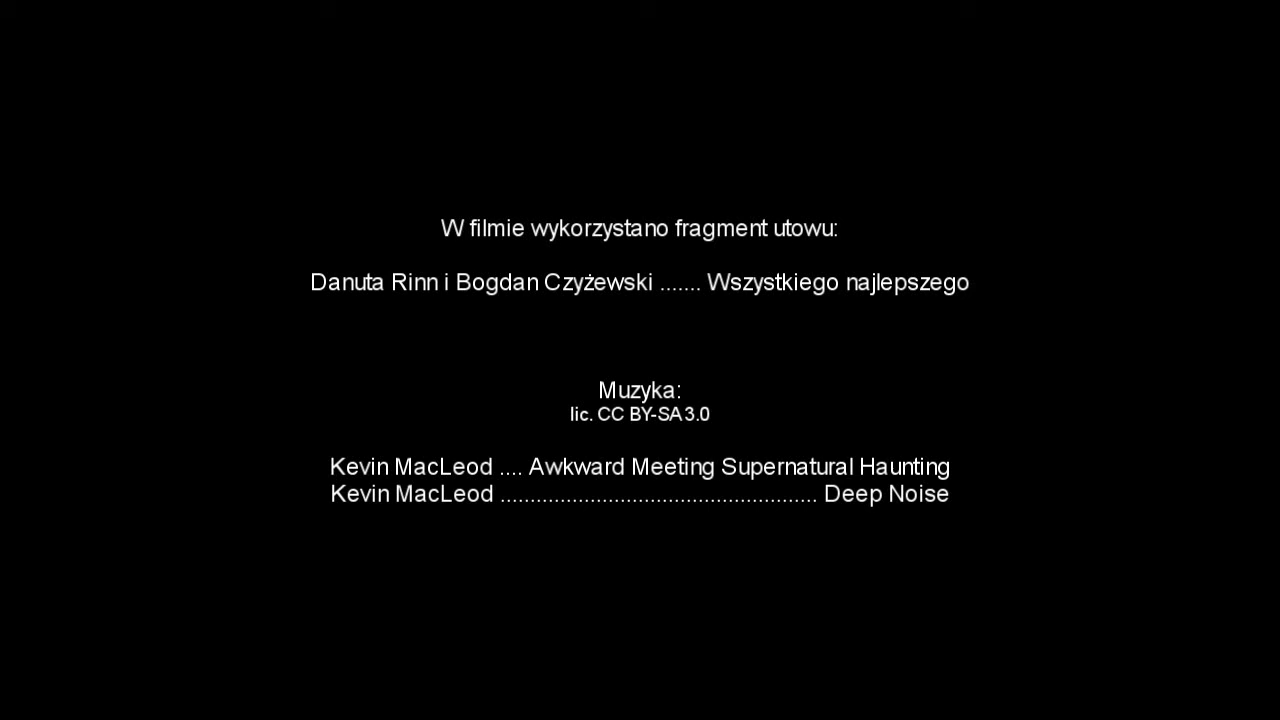 W filmie wykorzystano fragment utowu:
Danuta Rinn i Bogdan Czyżewski ....... Wszystkiego najlepszego
Muzyka:
lic. CC BY-SA 3.0
Kevin MacLeod .... Awkward Meeting Supernatural Haunting
Kevin MacLeod ..................................................... Deep Noise